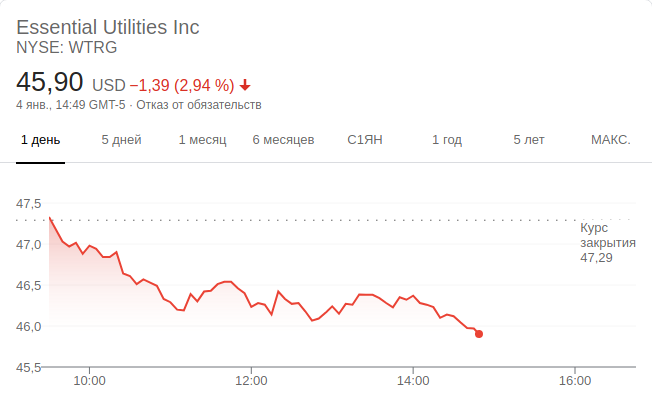 Essential Utilities Inc
NYSE: WTRG
45,90 USD −1,39 (2,94 %)
4 янв., 14:49 GMT-5 · Отказ от обязательств
1 день 5 дней 1 месяц 6 месяцев С1ЯН 1 год 5 лет МАКС.
47,5
Курс
закрытия
47,29
47,0
46,5
46,0
45,5
10:00 12:00 14:00 16:00